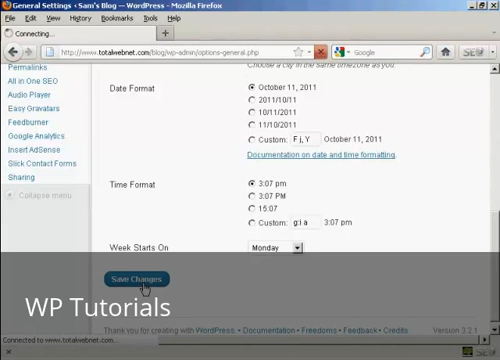 General Settings ‹ Sam's Blog — WordPress - Mozilla Firefox
File Edit View History Bookmarks Tools Help
Connecting...
http://www.totalwebnet.com/blog/wp-admin/options-general.php
Google
Permalinks
All in One SEO
Audio Player
Easy Gravatars
Feedburner
Google Analytics
Insert AdSense
Slick Contact Forms
Sharing
Collapse menu
Choose a city in the same timezone as you.
Date Format
October 11, 2011
2011/10/11
10/11/2011
11/10/2011
Custom: F j, Y October 11, 2011
Documentation on date and time formatting.
Time Format
3:07 pm
3:07 PM
15:07
Custom: g:i a 3:07 pm
Week Starts On Monday
Save Changes
WP Tutorials
Thank you for creating with WordPress. • Documentation • Freedoms • Feedback • Credits
Version 3.2.1
Connected to www.totalwebnet.com...